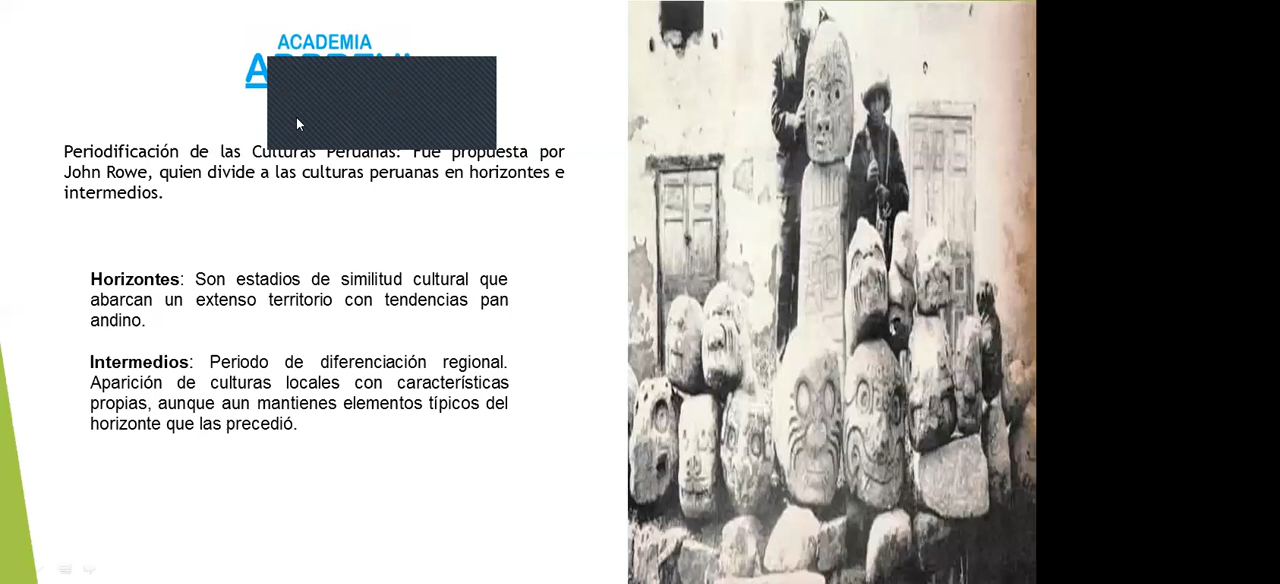 ACADEMIA
Periodificación de las Culturas Peruanas: Fue propuesta por
John Rowe, quien divide a las culturas peruanas en horizontes e
intermedios.
Horizontes: Son estadios de similitud cultural que
abarcan un extenso territorio con tendencias pan
andino.
Intermedios: Periodo de diferenciación regional.
Aparición de culturas locales con características
propias, aunque aun mantienes elementos típicos del
horizonte que las precedió.